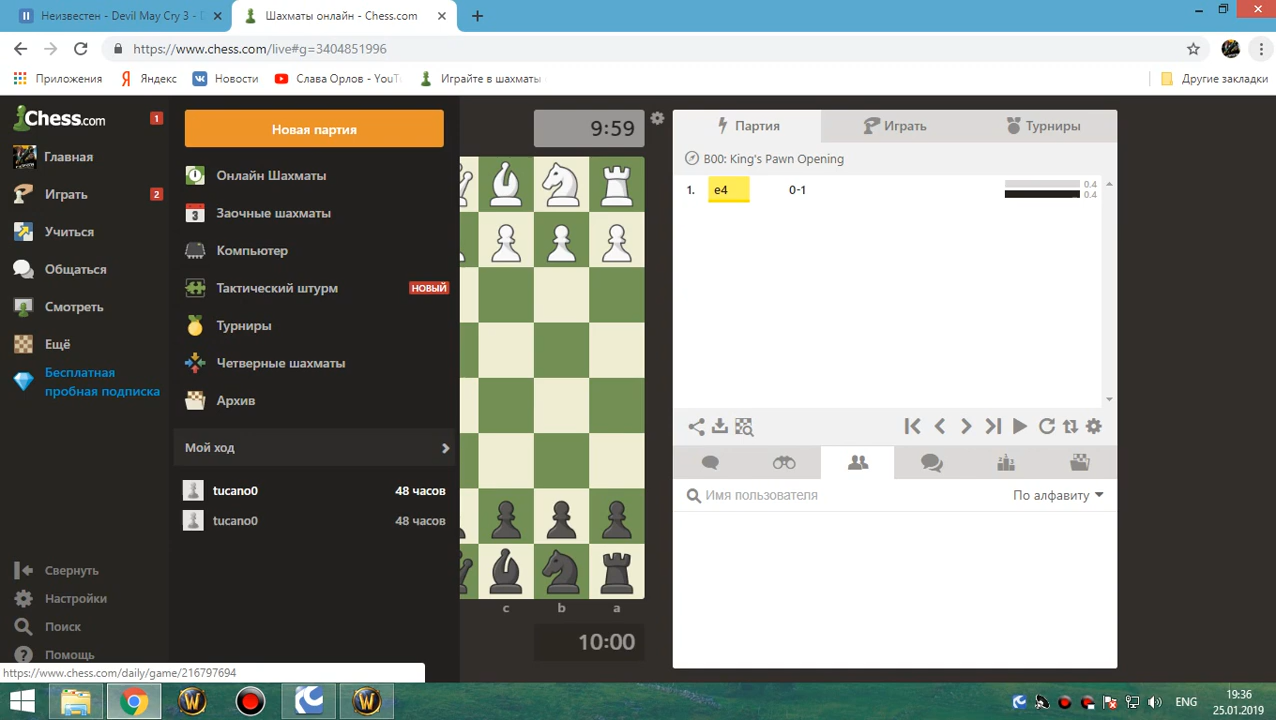 Неизвестен - Devil May Cry 3 -
Шахматы онлайн - Chess.com
https://www.chess.com/live#g=3404851996
Приложения
Яндекс
Новости
Слава Орлов - YouT
Играйте в шахматы
Другие закладки
Chess.com
1
Главная
Играть
2
Учиться
Общаться
Смотреть
Ещё
Бесплатная
пробная подписка
Свернуть
Настройки
Поиск
Помощь
Новая партия
Онлайн Шахматы
3
Заочные шахматы
Компьютер
Тактический штурм
НОВЫЙ
Турниры
Четверные шахматы
Архив
Мой ход
tucano0 48 часов
tucano0 48 часов
9:59
c b a
10:00
Партия
Играть
Турниры
B00: King's Pawn Opening
1. e4 0-1 0.4
0.4
Имя пользователя
По алфавиту
https://www.chess.com/daily/game/216797694
ENG
19:36
25.01.2019